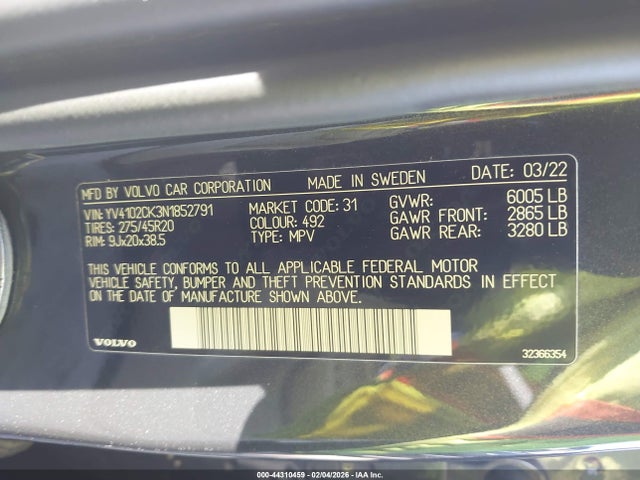 MFD BY VOLVO CAR CORPORATION MADE IN SWEDEN DATE: 03/22
VIN: YV4102CK3N1852791 MARKET CODE: 31 GVWR: 6005 LB
TIRES: 275/45R20 COLOUR: 492 GAWR FRONT: 2865 LB
RIM: 9Jx20x38.5 TYPE: MPV GAWR REAR: 3280 LB
THIS VEHICLE CONFORMS TO ALL APPLICABLE FEDERAL MOTOR
VEHICLE SAFETY, BUMPER AND THEFT PREVENTION STANDARDS IN EFFECT
ON THE DATE OF MANUFACTURE SHOWN ABOVE.
VOLVO 32366354
000-44310459 - 02/04/2026 - IAAI.com